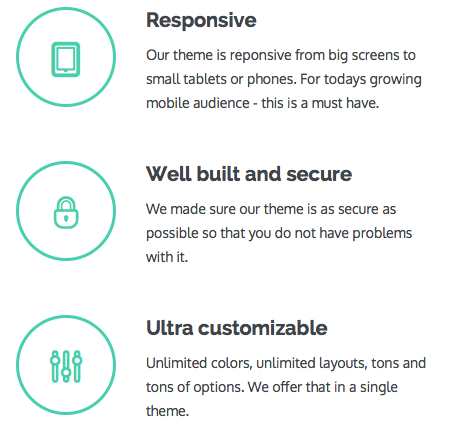 Responsive
Our theme is reponsive from big screens to
small tablets or phones. For todays growing
mobile audience - this is a must have.
Well built and secure
We made sure our theme is as secure as
possible so that you do not have problems
with it.
Ultra customizable
Unlimited colors, unlimited layouts, tons and
tons of options. We offer that in a single
theme.